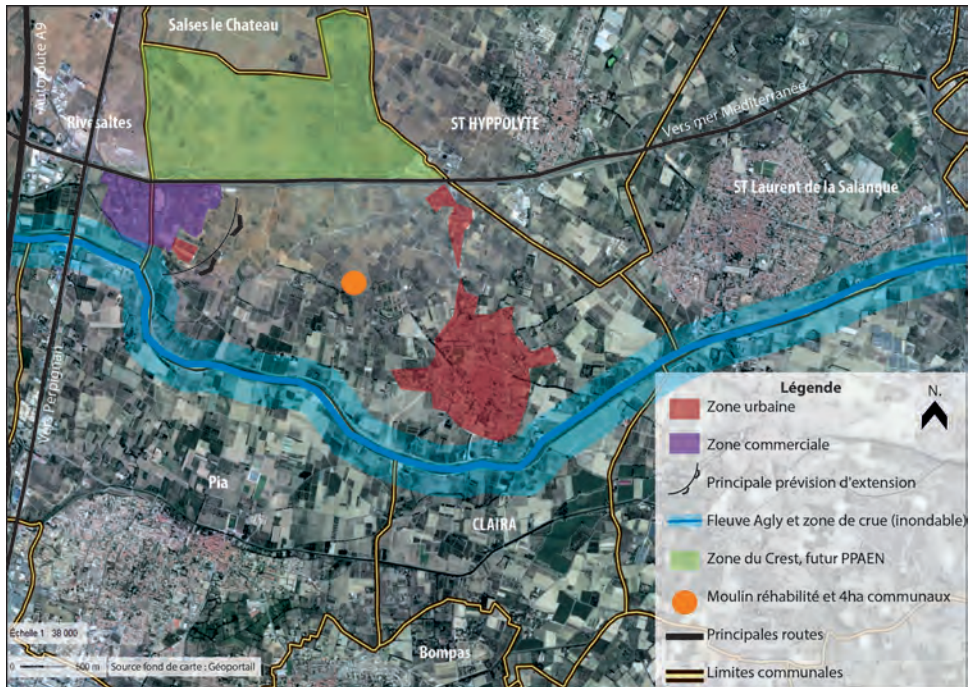 Salses le Chateau
Autoroute A9
Rivesaltes
ST HYPPOLYTE
Vers mer Méditerranée
ST Laurent de la Salanque
Vers Perpignan
Pia
CLAIRA
Bompas
Légende
N.
Zone urbaine
Zone commerciale
Principale prévision d'extension
Fleuve Agly et zone de crue (inondable)
Zone du Crest, futur PPAEN
Moulin réhabilité et 4ha communaux
Principales routes
Limites communales
Échelle 1 : 38 000
0 500 m Source fond de carte : Géoportail